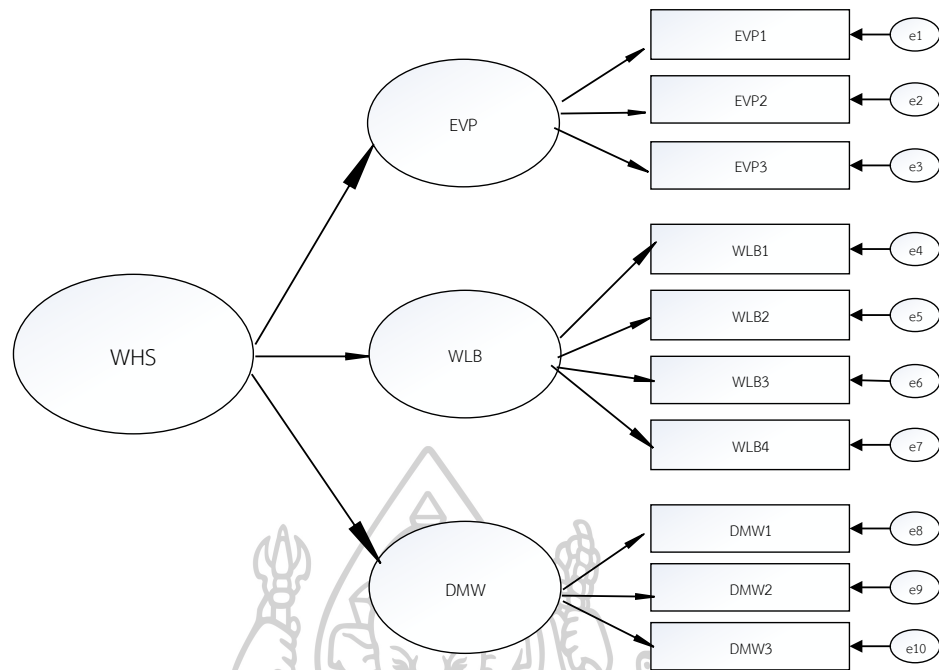 EVP1
e1
EVP2
e2
EVP
EVP3
e3
WLB1
e4
WLB2
e5
WHS
WLB
WLB3
e6
WLB4
e7
DMW1
e8
DMW
DMW2
e9
DMW3
e10